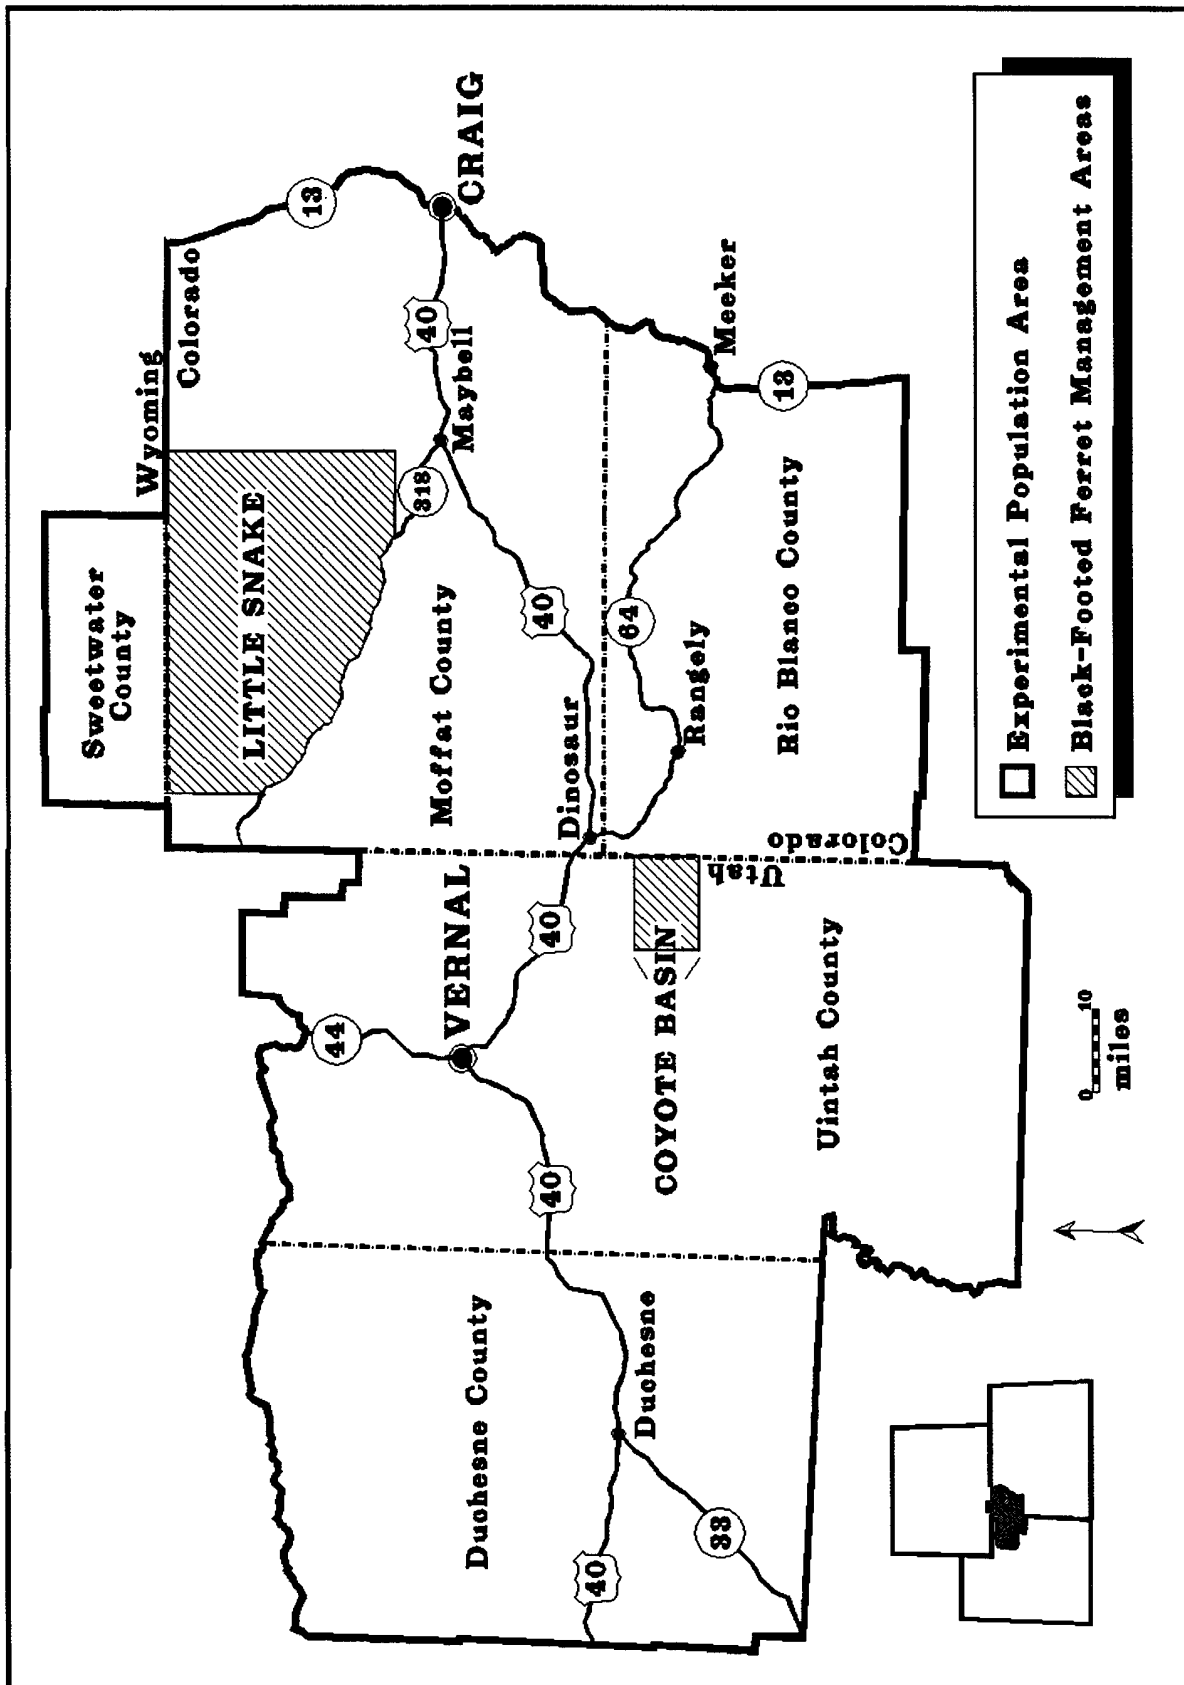 Wyoming
Colorado
Sweetwater
County
LITTLE SNAKE
13
CRAIG
40
Maybell
318
Moffat County
40
Dinosaur
64
Rangely
Meeker
13
Rio Blanco County
Colorado
Utah
VERNAL
44
40
COYOTE BASIN
40
Uintah County
Duchesne County
Duchesne
40
33
0 10
miles
Experimental Population Area
Black-Footed Ferret Management Areas